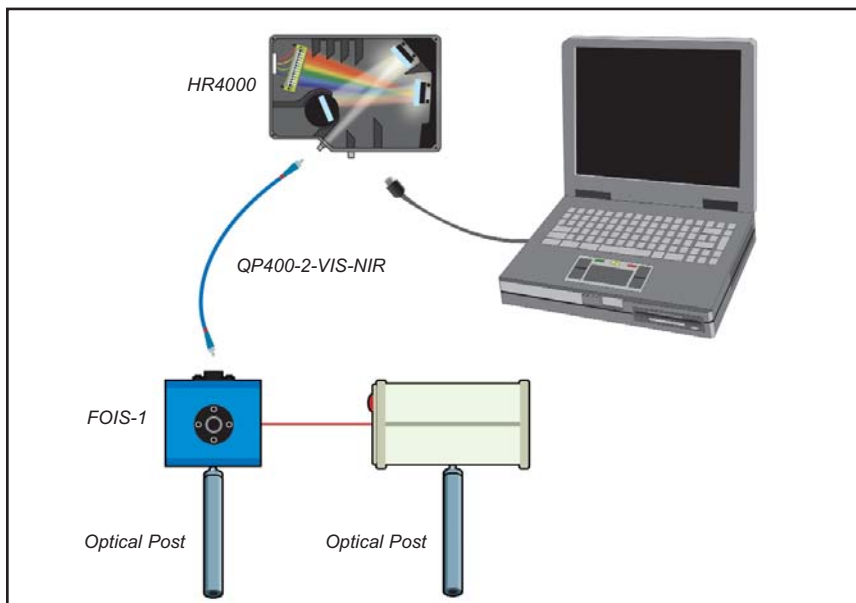 HR4000
QP400-2-VIS-NIR
FOIS-1
Optical Post
Optical Post